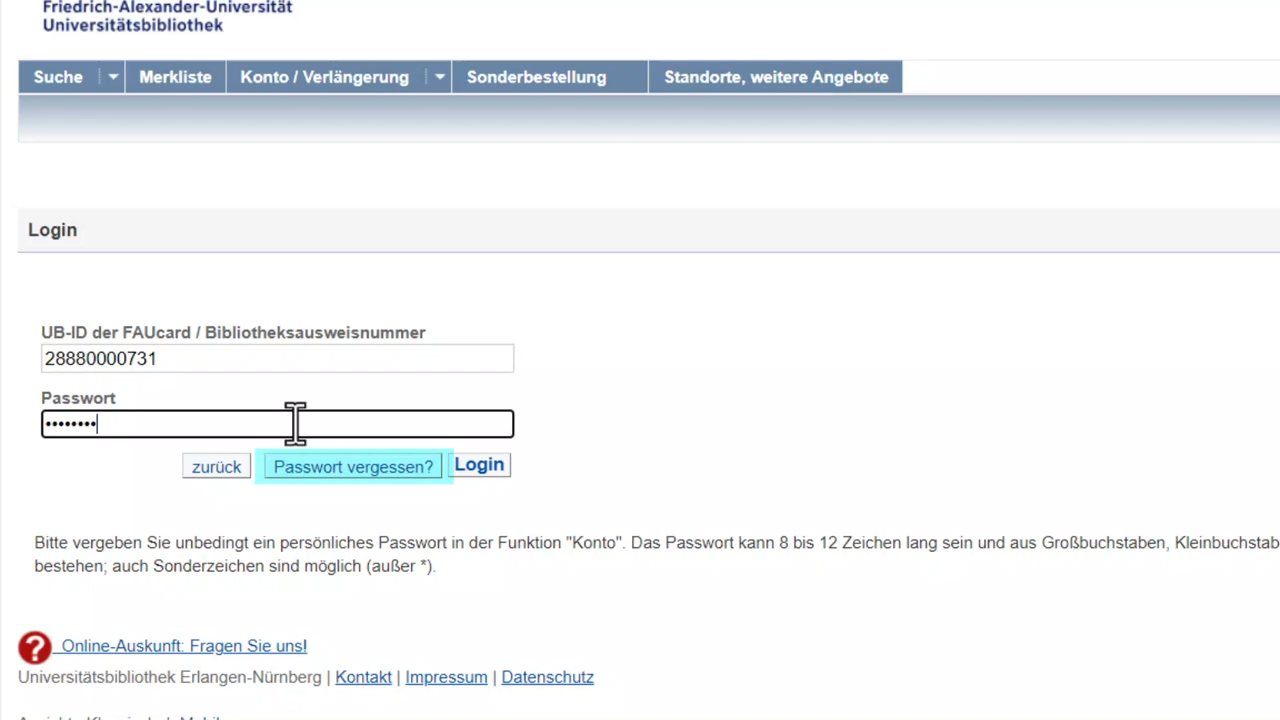 Friedrich-Alexander-Universität
Universitätsbibliothek
Suche Merkliste Konto / Verlängerung Sonderbestellung Standorte, weitere Angebote
Login
UB-ID der FAUcard / Bibliotheksausweisnummer
28880000731
Passwort
••••••••
zurück Passwort vergessen? Login
Bitte vergeben Sie unbedingt ein persönliches Passwort in der Funktion "Konto". Das Passwort kann 8 bis 12 Zeichen lang sein und aus Großbuchstaben, Kleinbuchstab
bestehen; auch Sonderzeichen sind möglich (außer *).
? Online-Auskunft: Fragen Sie uns!
Universitätsbibliothek Erlangen-Nürnberg | Kontakt | Impressum | Datenschutz